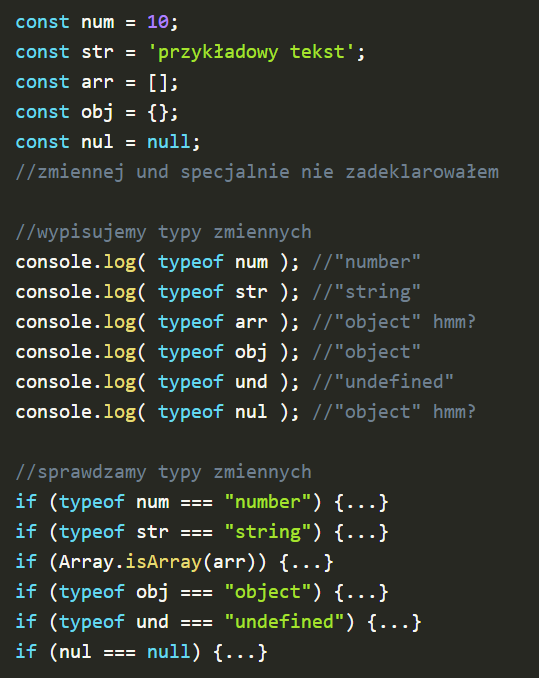 const num = 10;
const str = 'przykładowy tekst';
const arr = [];
const obj = {};
const nul = null;
//zmiennej und specjalnie nie zadeklarowałem
//wypisujemy typy zmiennych
console.log( typeof num ); //"number"
console.log( typeof str ); //"string"
console.log( typeof arr ); //"object" hmm?
console.log( typeof obj ); //"object"
console.log( typeof und ); //"undefined"
console.log( typeof nul ); //"object" hmm?
//sprawdzamy typy zmiennych
if (typeof num === "number") {...}
if (typeof str === "string") {...}
if (Array.isArray(arr)) {...}
if (typeof obj === "object") {...}
if (typeof und === "undefined") {...}
if (nul === null) {...}